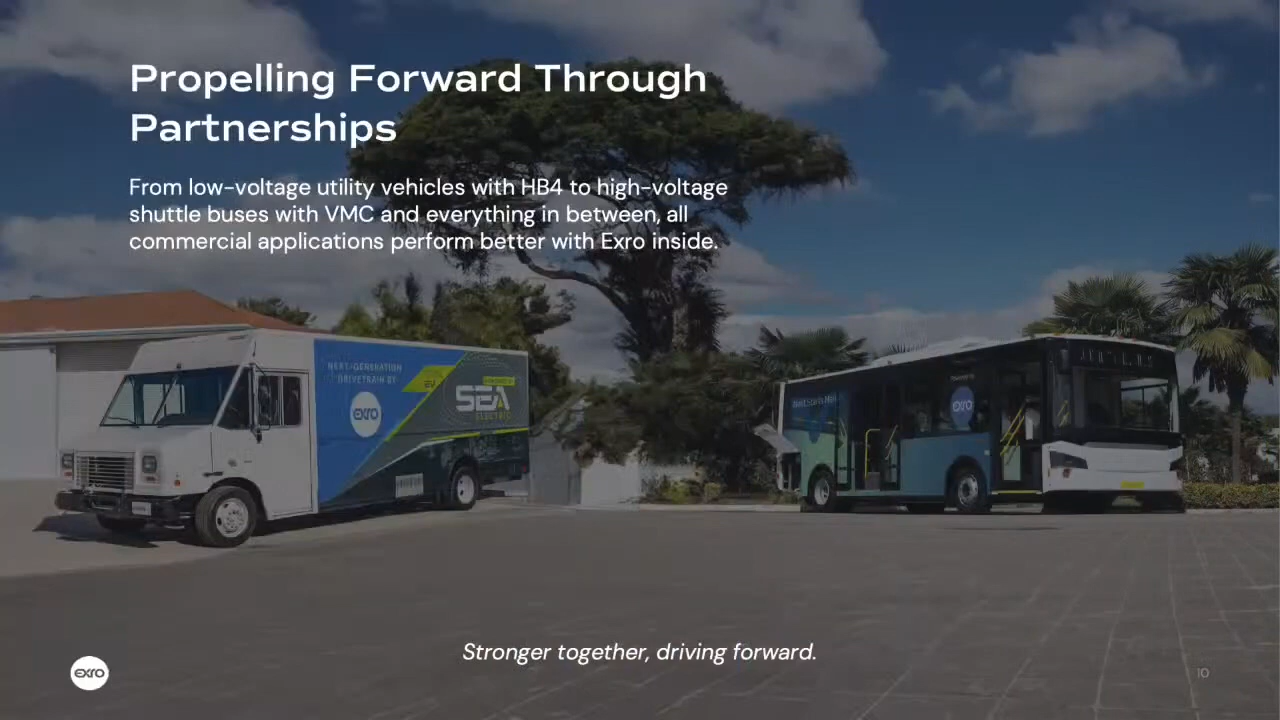 Propelling Forward Through
Partnerships
From low-voltage utility vehicles with HB4 to high-voltage
shuttle buses with VMC and everything in between, all
commercial applications perform better with Exro inside.
NEXT-GENERATION
DRIVETRAIN BY
exro
EV
SEA
ELECTRIC
exro
Stronger together, driving forward.
exro
10